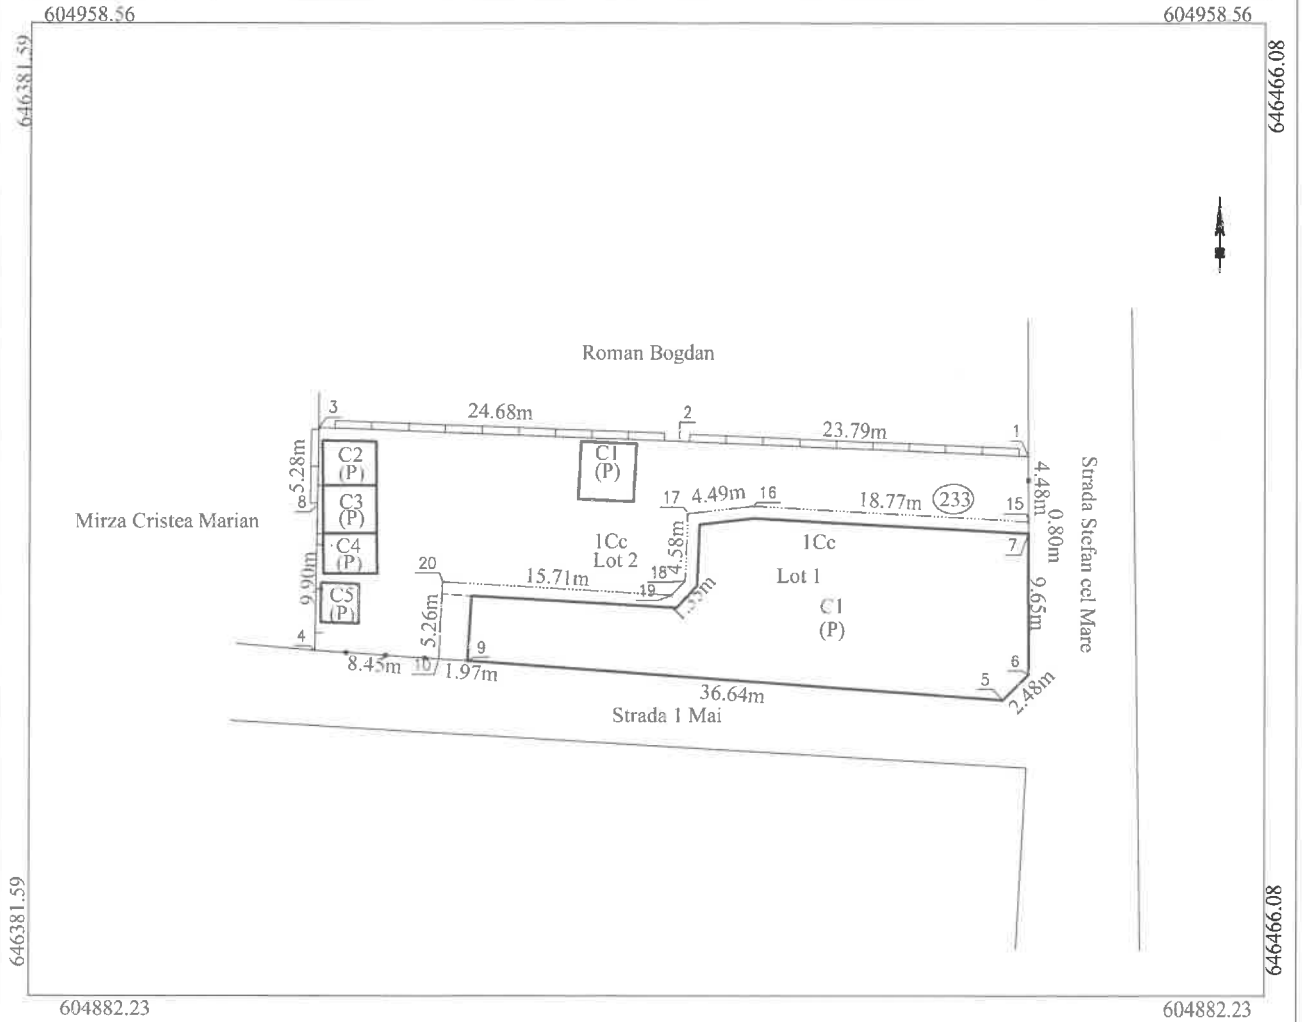 604958.56
604958.56
646381.59
646466.08
Roman Bogdan
3
24.68m
2
23.79m
1
5.28m
C2
(P)
C1
(P)
4.48m
Strada Stefan cel Mare
8
C3
(P)
17
4.49m
16
18.77m
233
15
0.80m
Mirza Cristea Marian
C4
(P)
1Cc
Lot 2
4.58m
1Cc
7
20
15.71m
18
19
Lot 1
9.90m
C5
(P)
5.26m
C1
(P)
9.65m
4
8.45m
10
1.97m
9
36.64m
5
6
2.48m
Strada 1 Mai
646381.59
646466.08
604882.23
604882.23